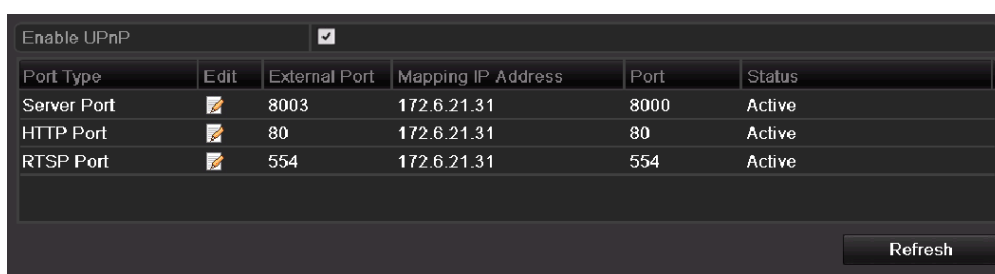 Enable UPnP
Port Type Edit External Port Mapping IP Address Port Status
Server Port 8003 172.6.21.31 8000 Active
HTTP Port 80 172.6.21.31 80 Active
RTSP Port 554 172.6.21.31 554 Active
Refresh